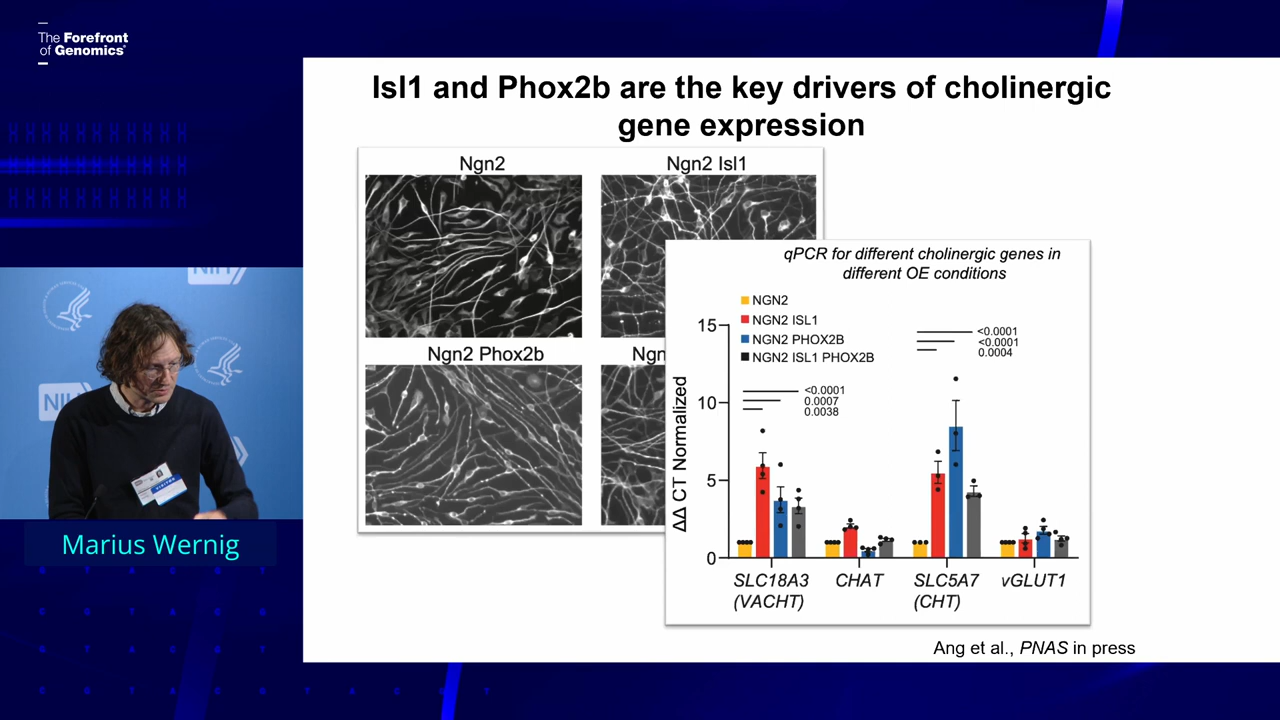 The Forefront
of Genomics
Isl1 and Phox2b are the key drivers of cholinergic
gene expression
Ngn2
Ngn2 Isl1
Ngn2 Phox2b
Ngn
qPCR for different cholinergic genes in
different OE conditions
NGN2
NGN2 ISL1
NGN2 PHOX2B
NGN2 ISL1 PHOX2B
<0.0001
<0.0001
0.0004
<0.0001
0.0007
0.0038
ΔΔ CT Normalized
15
10
5
0
SLC18A3
(VACHT)
CHAT
SLC5A7
(CHT)
vGLUT1
Ang et al., PNAS in press
NIH
NIH
VISITOR
Marius Wernig